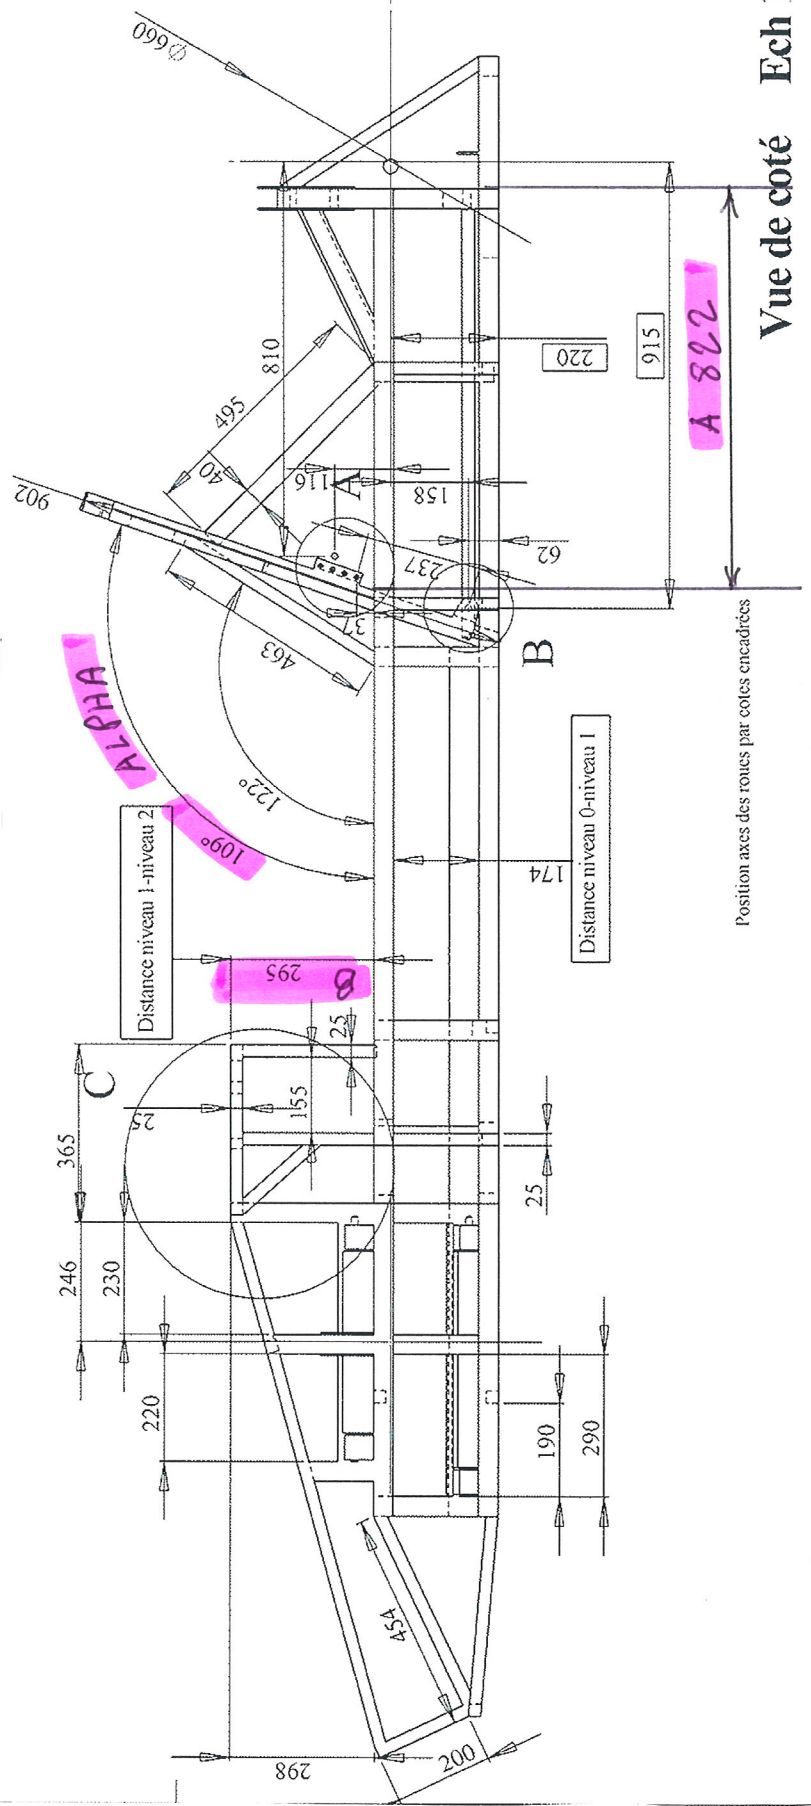 Ø 660
810
495
40
902
116
A
158
237
37
62
220
915
A 822
Vue de coté Ech
463
ALPHA
122°
109°
B
Distance niveau 1-niveau 2
Distance niveau 0-niveau 1
174
Position axes des roues par cotes encadrées
295
B
25
C
25
155
365
25
246
230
220
190
290
454
298
200